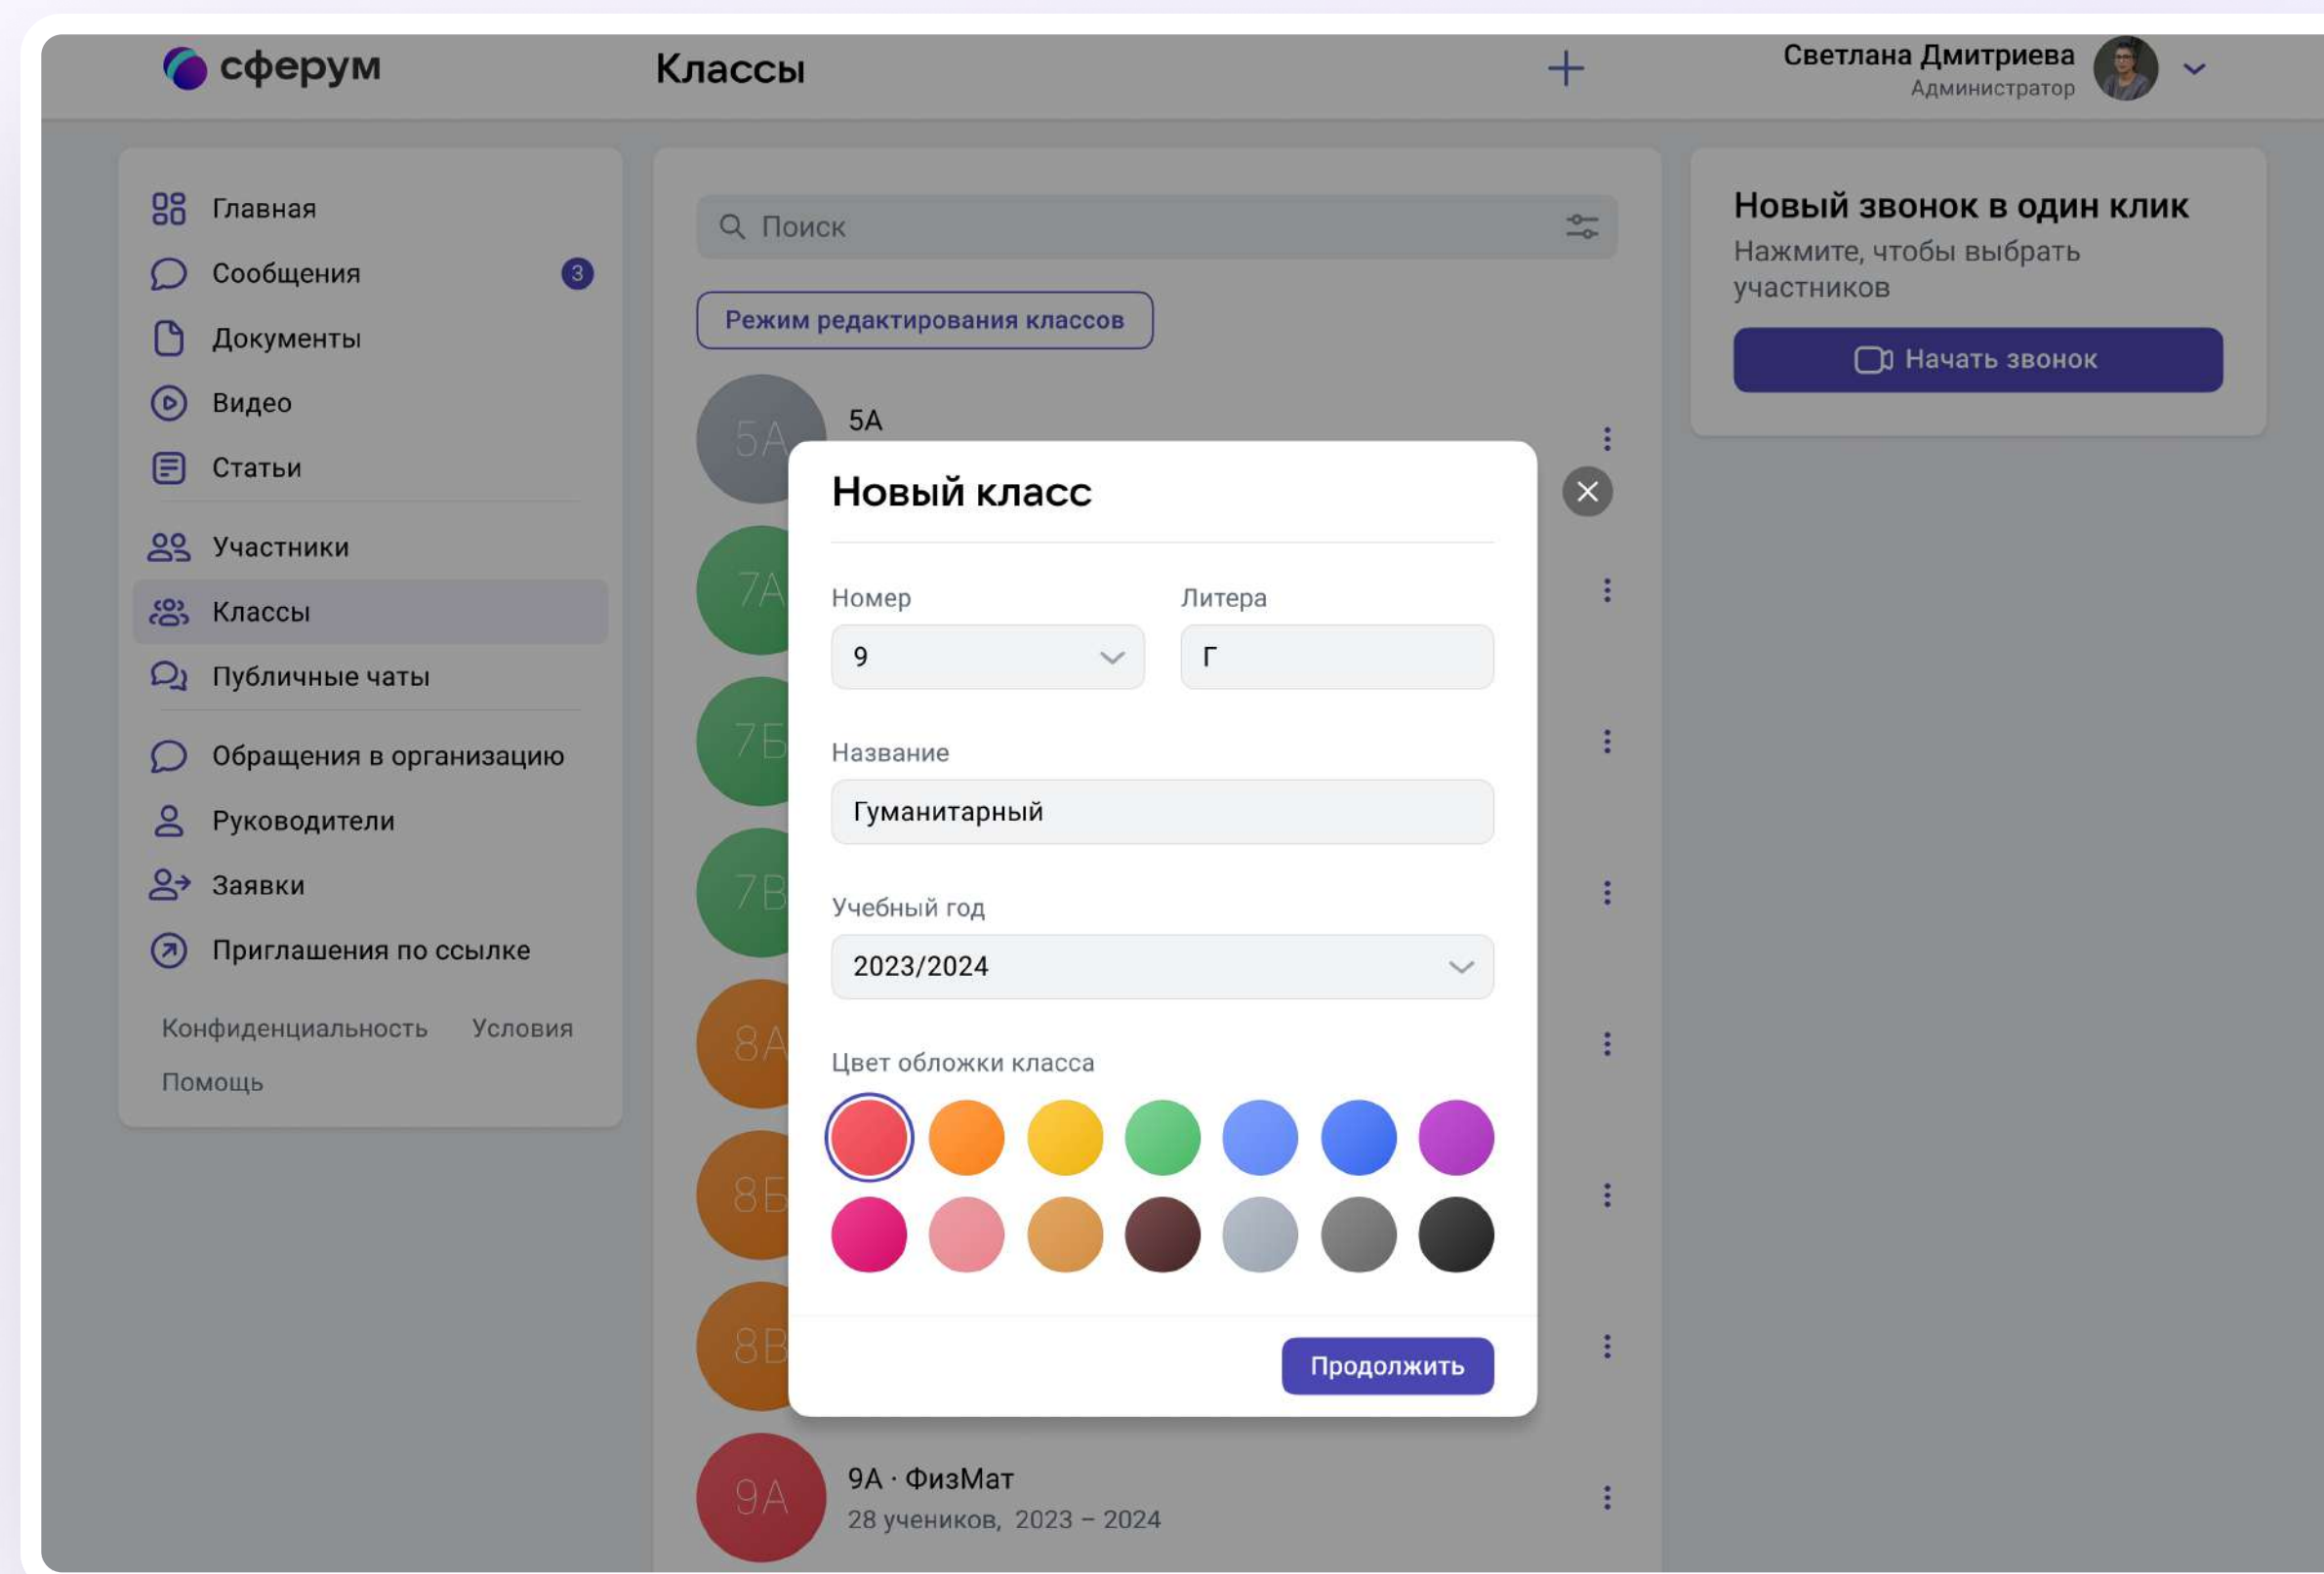 сферум
Классы
Светлана Дмитриева
Администратор
Главная
Сообщения 3
Документы
Видео
Статьи
Участники
Классы
Публичные чаты
Обращения в организацию
Руководители
Заявки
Приглашения по ссылке
Конфиденциальность Условия
Помощь
Поиск
Режим редактирования классов
5А
5А
7А
7Б
7В
8А
8Б
8В
9А
9А · ФизМат
28 учеников, 2023 – 2024
Новый класс
Номер Литера
9 Г
Название
Гуманитарный
Учебный год
2023/2024
Цвет обложки класса
Продолжить
Новый звонок в один клик
Нажмите, чтобы выбрать
участников
Начать звонок